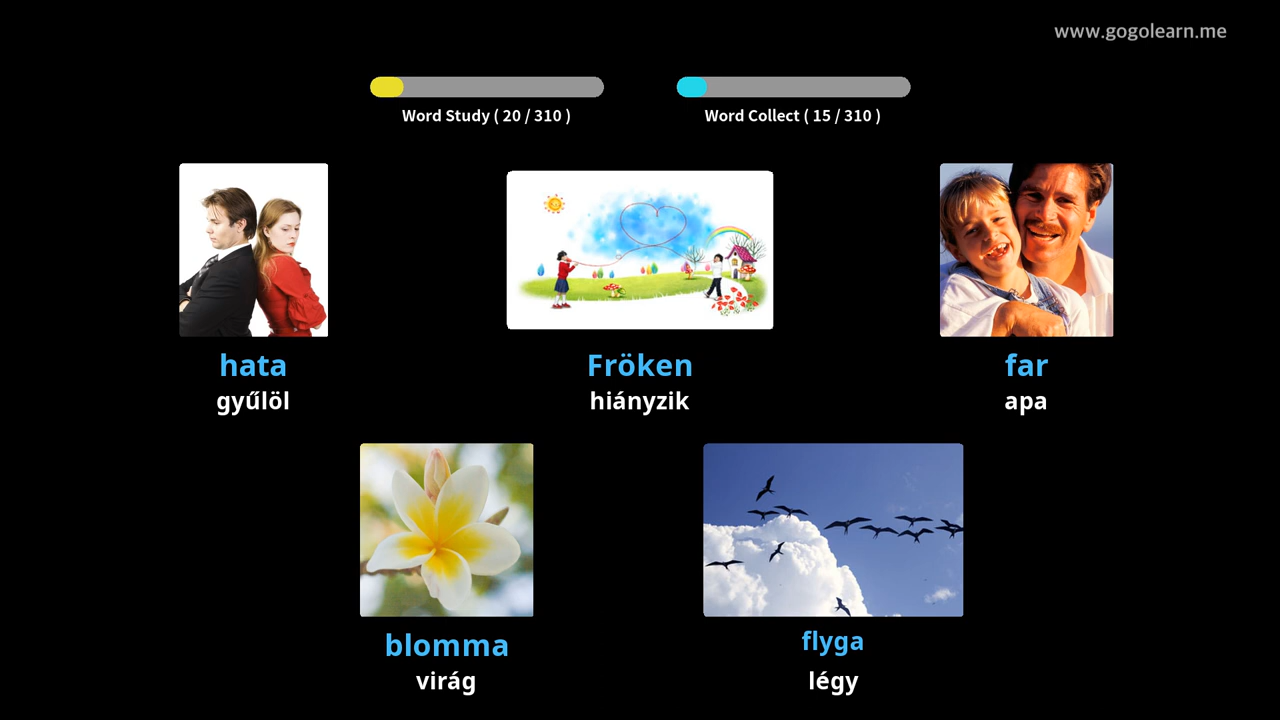 www.gogolearn.me
Word Study ( 20 / 310 )
Word Collect ( 15 / 310 )
hata
gyűlöl
Fröken
hiányzik
far
apa
blomma
virág
flyga
légy